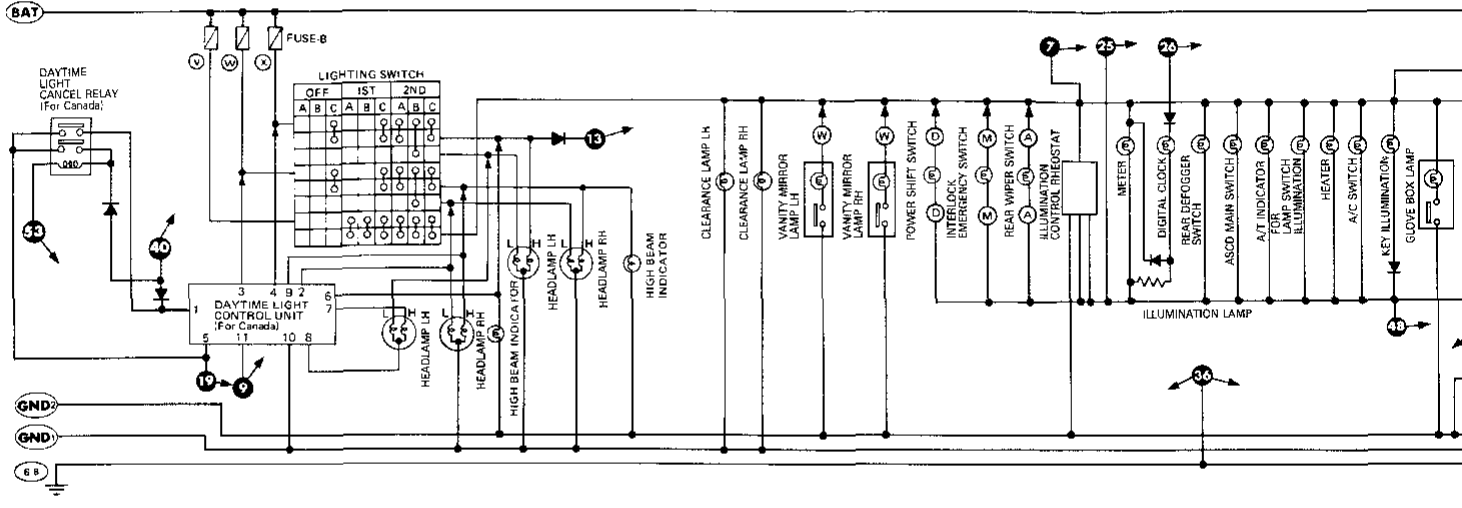 BAT
FUSE-B
V W X
DAYTIME
LIGHT
CANCEL RELAY
(For Canada)
LIGHTING SWITCH
OFF 1ST 2ND
A B C A B C A B C
7 25 26
13
33
40
3 4 9 2
1 6
7
DAYTIME LIGHT
CONTROL UNIT
(For Canada)
5 11 10 8
19 9
L H
HEADLAMP LH
L H
HEADLAMP RH
HIGH BEAM INDICATOR
L H
HEADLAMP LH
L H
HEADLAMP RH
HIGH BEAM
INDICATOR
CLEARANCE LAMP LH
CLEARANCE LAMP RH
VANITY MIRROR
LAMP LH
W
VANITY MIRROR
LAMP RH
W
POWER SHIFT SWITCH
D
D
INTERLOCK
EMERGENCY SWITCH
M
M
REAR WIPER SWITCH
A
A
ILLUMINATION
CONTROL RHEOSTAT
METER
DIGITAL CLOCK
REAR DEFOGGER
SWITCH
ASCD MAIN SWITCH
A/T INDICATOR
FOR
LAMP SWITCH
ILLUMINATION
HEATER
A/C SWITCH
KEY ILLUMINATION
GLOVE BOX LAMP
ILLUMINATION LAMP
48
36
GND2
GND1
6B